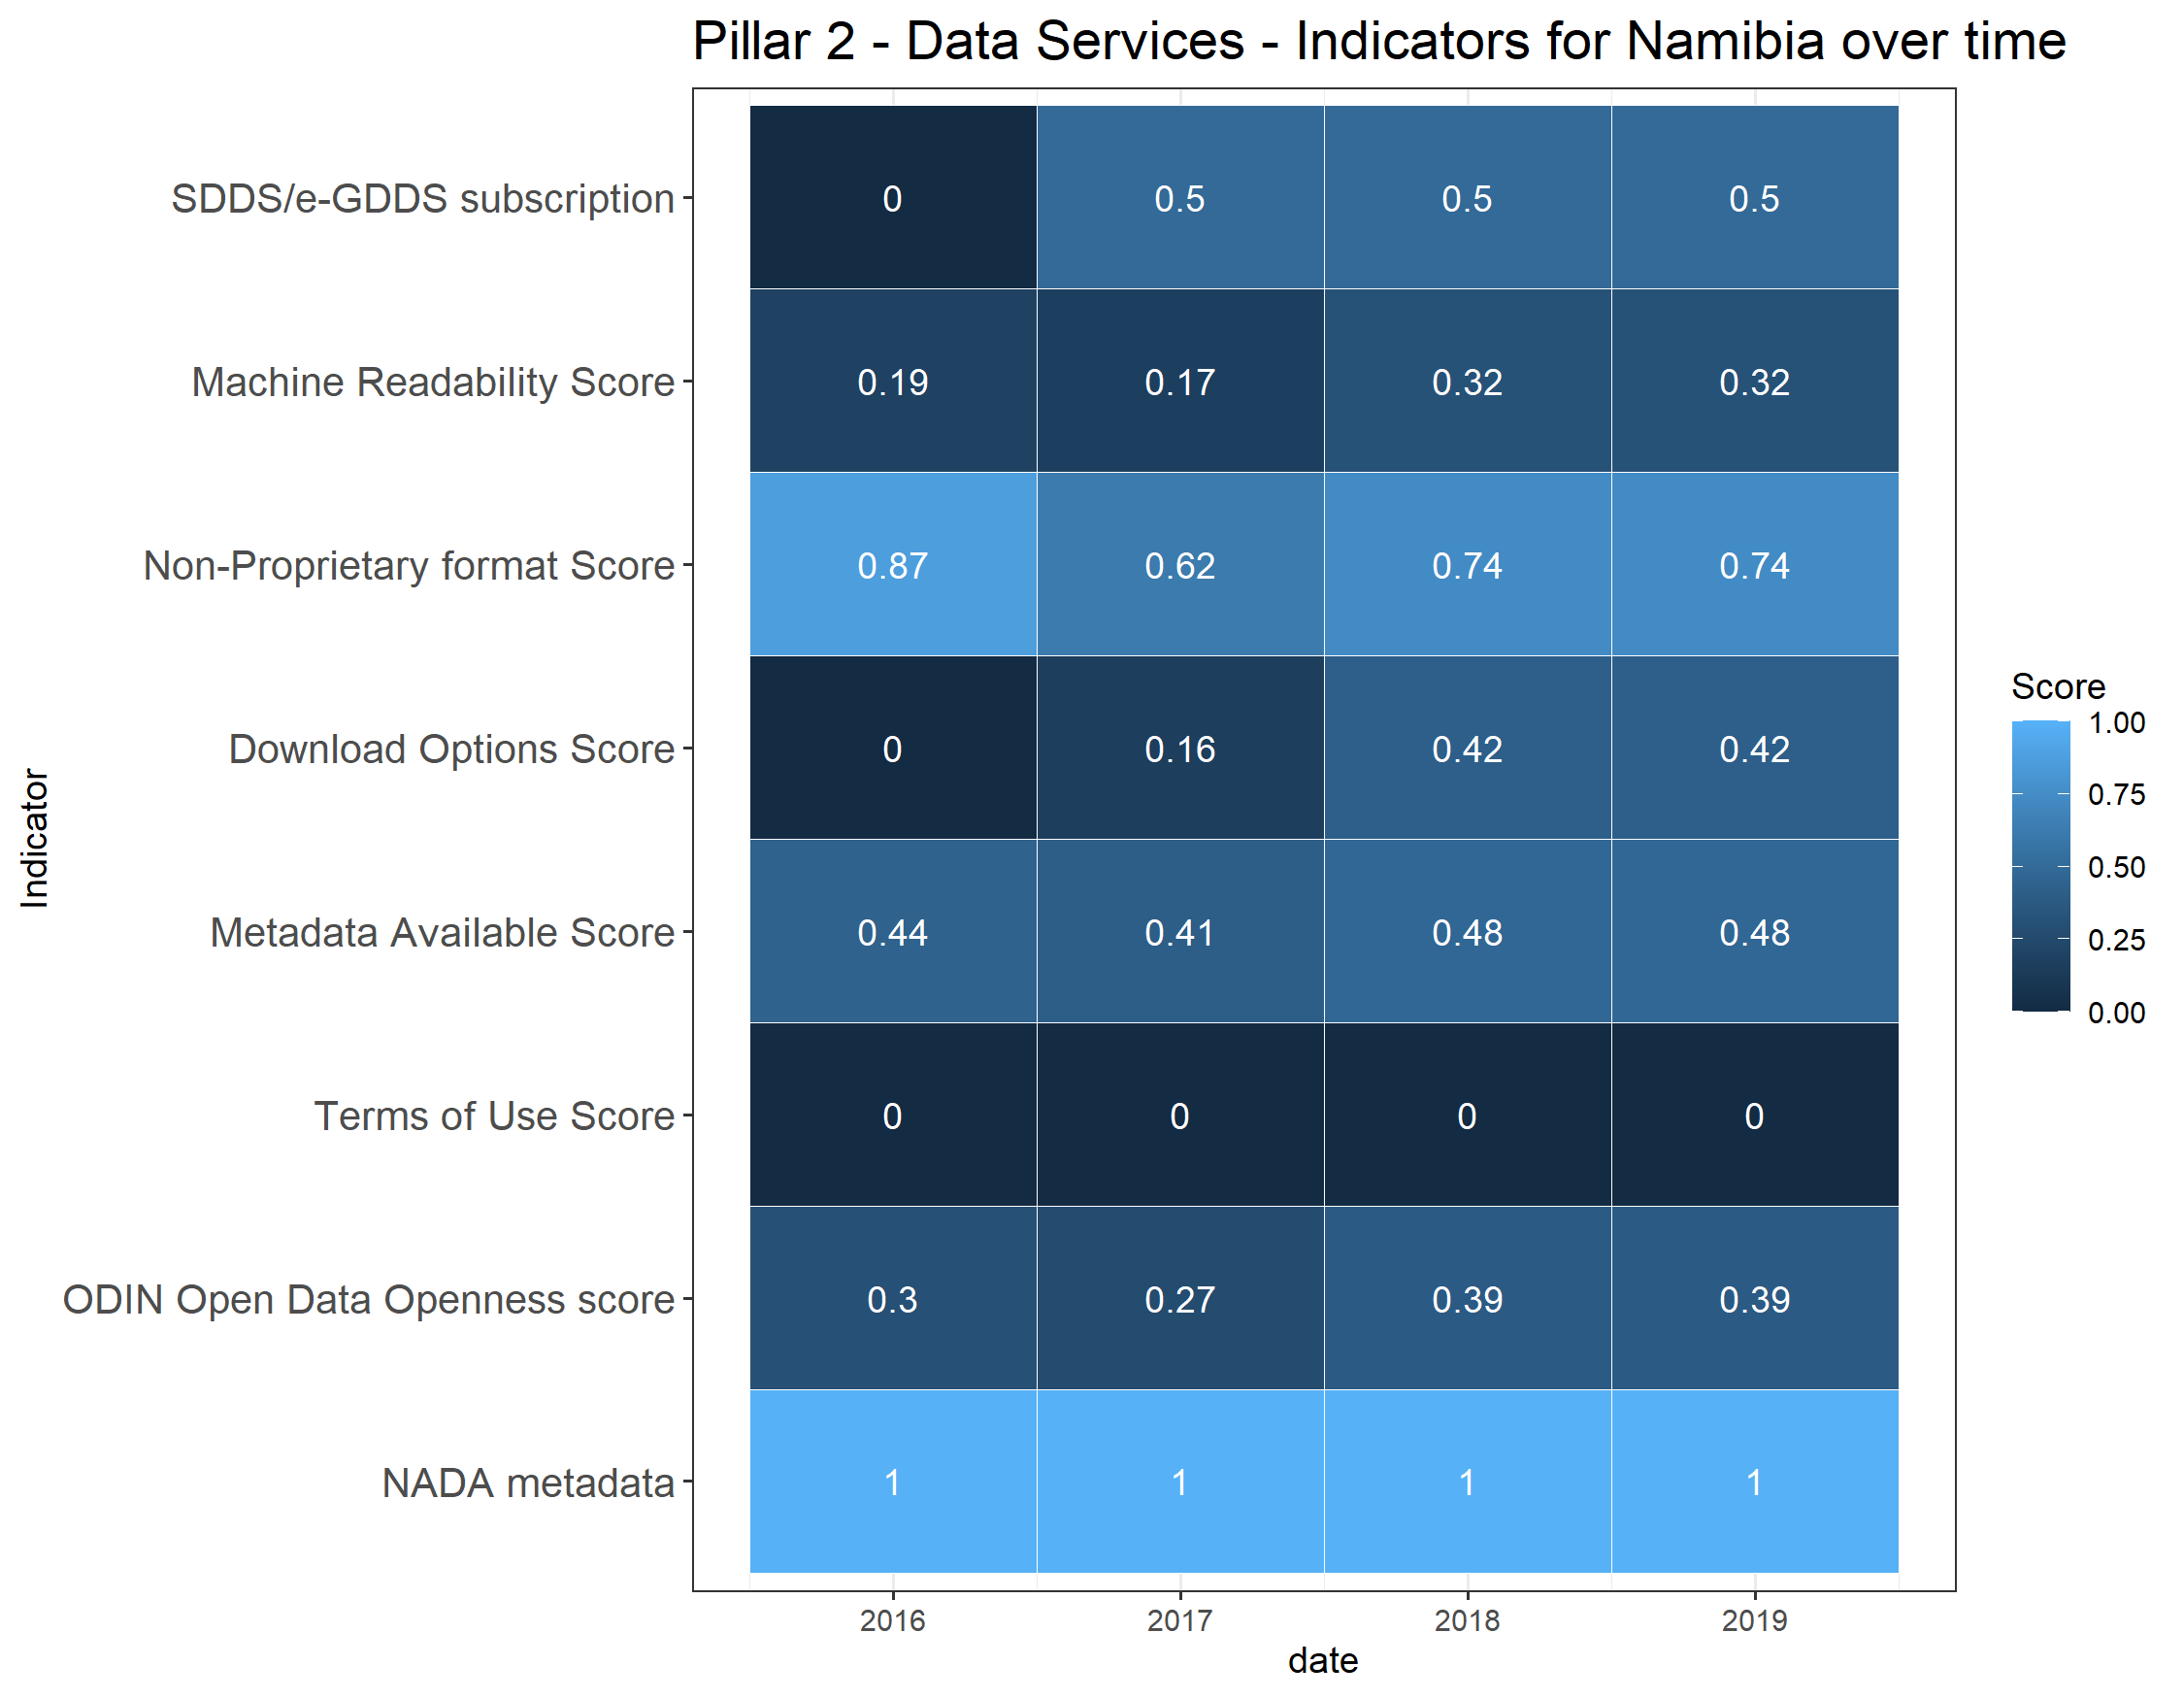 Pillar 2 - Data Services - Indicators for Namibia over time
Indicator
SDDS/e-GDDS subscription 0 0.5 0.5 0.5
Machine Readability Score 0.19 0.17 0.32 0.32
Non-Proprietary format Score 0.87 0.62 0.74 0.74
Download Options Score 0 0.16 0.42 0.42
Metadata Available Score 0.44 0.41 0.48 0.48
Terms of Use Score 0 0 0 0
ODIN Open Data Openness score 0.3 0.27 0.39 0.39
NADA metadata 1 1 1 1
2016 2017 2018 2019
date
Score
1.00
0.75
0.50
0.25
0.00